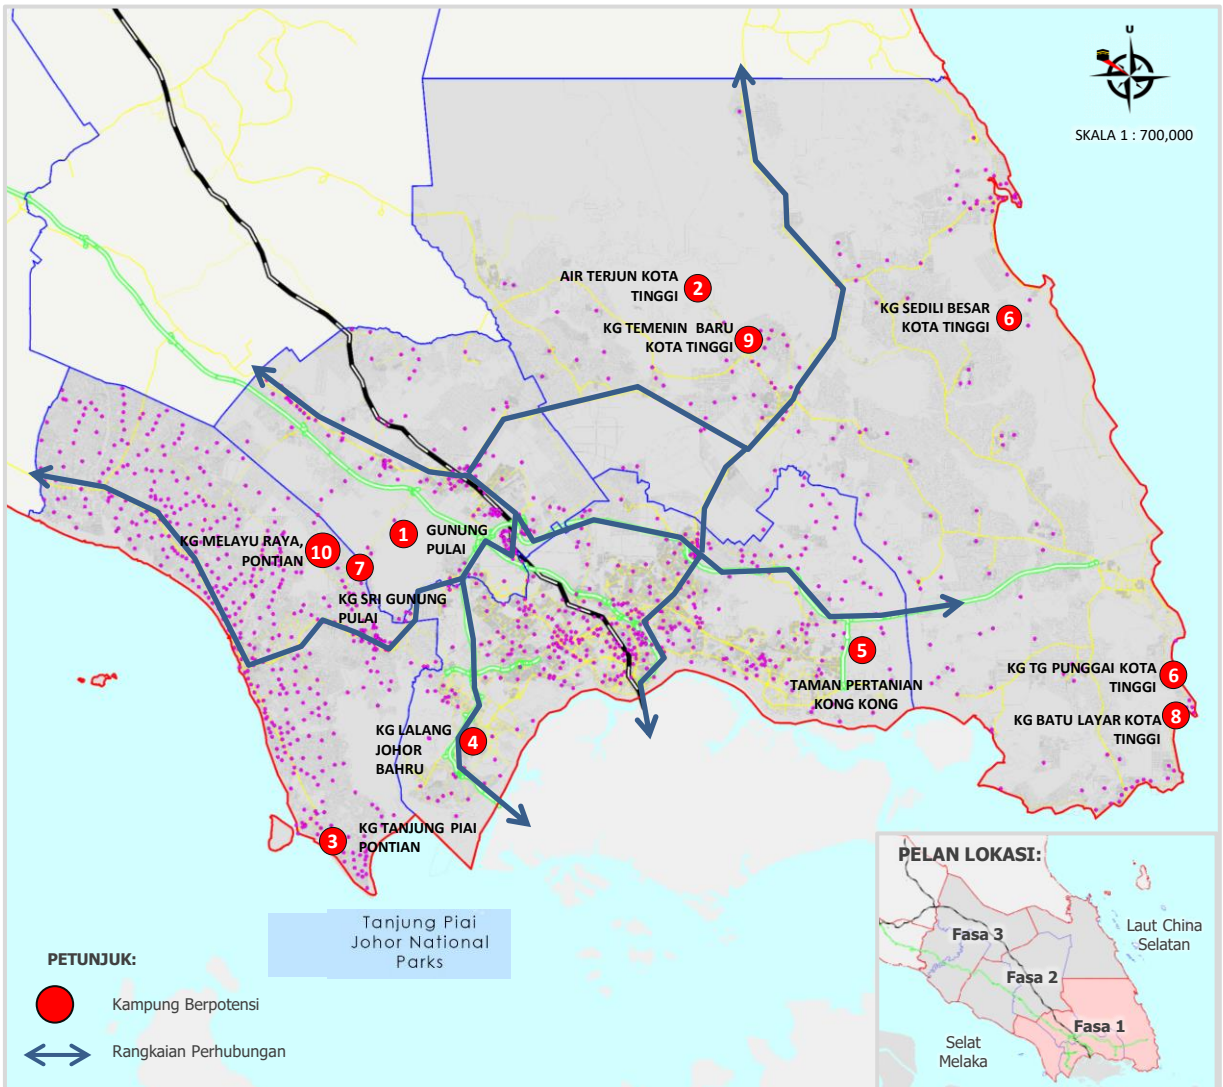 U
SKALA 1 : 700,000
AIR TERJUN KOTA
TINGGI
2
KG TEMENIN BARU
KOTA TINGGI
9
KG SEDILI BESAR
KOTA TINGGI
6
1
GUNUNG
PULAI
KG MELAYU RAYA,
PONTIAN
10
7
KG SRI GUNUNG
PULAI
5
TAMAN PERTANIAN
KONG KONG
KG TG PUNGGAI KOTA
TINGGI
6
KG BATU LAYAR KOTA
TINGGI
8
KG LALANG
JOHOR
BAHRU
4
3
KG TANJUNG PIAI
PONTIAN
Tanjung Piai
Johor National
Parks
PETUNJUK:
Kampung Berpotensi
Rangkaian Perhubungan
PELAN LOKASI:
Fasa 3
Fasa 2
Fasa 1
Laut China
Selatan
Selat
Melaka